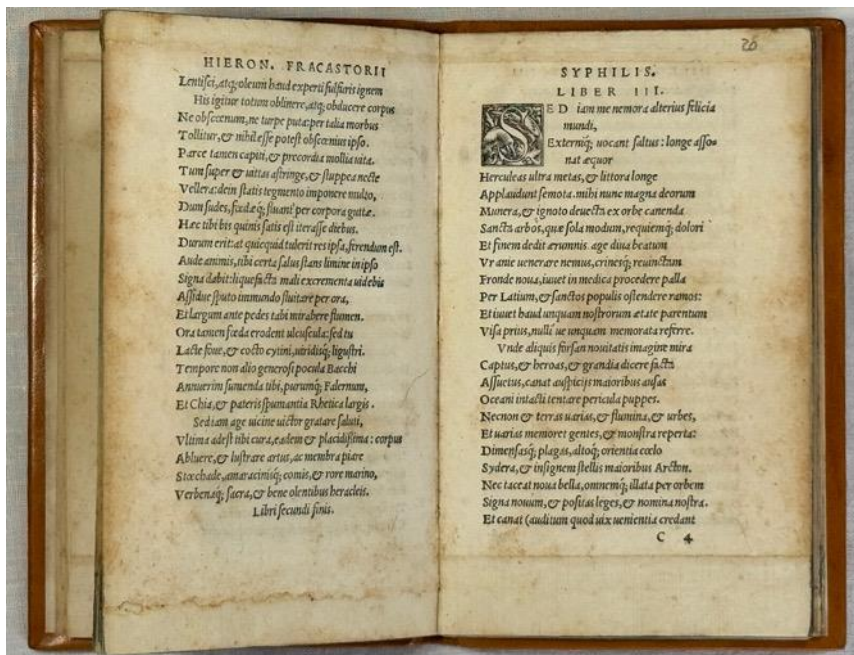 HIERON. FRACASTORII
Lentisci, atq; oleum haud experti sulfuris ignem
His igitur totum oblinere, atq; obducere corpus
Ne obscœnum, ne turpe puta: per talia morbus
Tollitur, & nihil esse potest obscœnius ipso.
Parce tamen capiti, & precordia mollia uita.
Tum super & uittas astringe, & stuppea necte
Vellera: dein stratis tegmento imponere multo,
Dum sudes, fœdæq; fluant per corpora guttæ.
Hæc tibi bis quinis satis est iterasse diebus.
Durum erit: at quicquid tulerit res ipsa, ferendum est.
Aude animis, tibi certa salus stans limine in ipso
Signa dabit: liquefacta mali excrementa uidebis
Assidue sputo immundo fluitare per ora,
Et largum ante pedes tabi mirabere flumen.
Ora tamen fœda erodent ulcuscula: sed tu
Lacte foue, & cocto cytini, uiridisq; ligustri.
Tempore non alio generosi pocula Bacchi
Annuerim sumenda tibi, purumq; Falernum,
Et Chia, & pateris spumantia Rhetica largis.
Sed iam age uicine uictor gratare saluti,
Vltima adest tibi cura, eadem & placidissima: corpus
Abluere, & lustrare artus, ac membra piare
Stœchade, amaracinisq; comis, & rore marino,
Verbenaq; sacra, & bene olentibus heracleis.
Libri secundi finis.
20
SYPHILIS.
LIBER III.
SED iam me nemora alterius felicia
mundi,
Externiq; uocant saltus: longe asso-
nat æquor
Herculeas ultra metas, & littora longe
Applaudunt semota. mihi nunc magna deorum
Munera, & ignoto deuecta ex orbe canenda
Sancta arbos, quæ sola modum, requiemq; dolori
Et finem dedit ærumnis. age diua beatum
Vranie uenerare nemus, crinesq; reuinctam
Fronde noua, iuuet in medica procedere palla
Per Latium, & sanctos populis ostendere ramos:
Et iuuet haud unquam nostrorum ætate parentum
Visa prius, nulli ue unquam memorata referre.
Vnde aliquis forsan nouitatis imagine mira
Captus, & heroas, & grandia dicere facta
Assuetus, canat auspicijs maioribus ausas
Oceani intacti tentare pericula puppes.
Necnon & terras uarias, & flumina, & urbes,
Et uarias memoret gentes, & monstra reperta:
Dimensasq; plagas, altoq; orientia cœlo
Sydera, & insignem stellis maioribus Arcton.
Nec taceat noua bella, omnemq; illata per orbem
Signa nouum, & positas leges, & nomina nostra.
Et canat (auditum quod uix uenientia credant
C 4